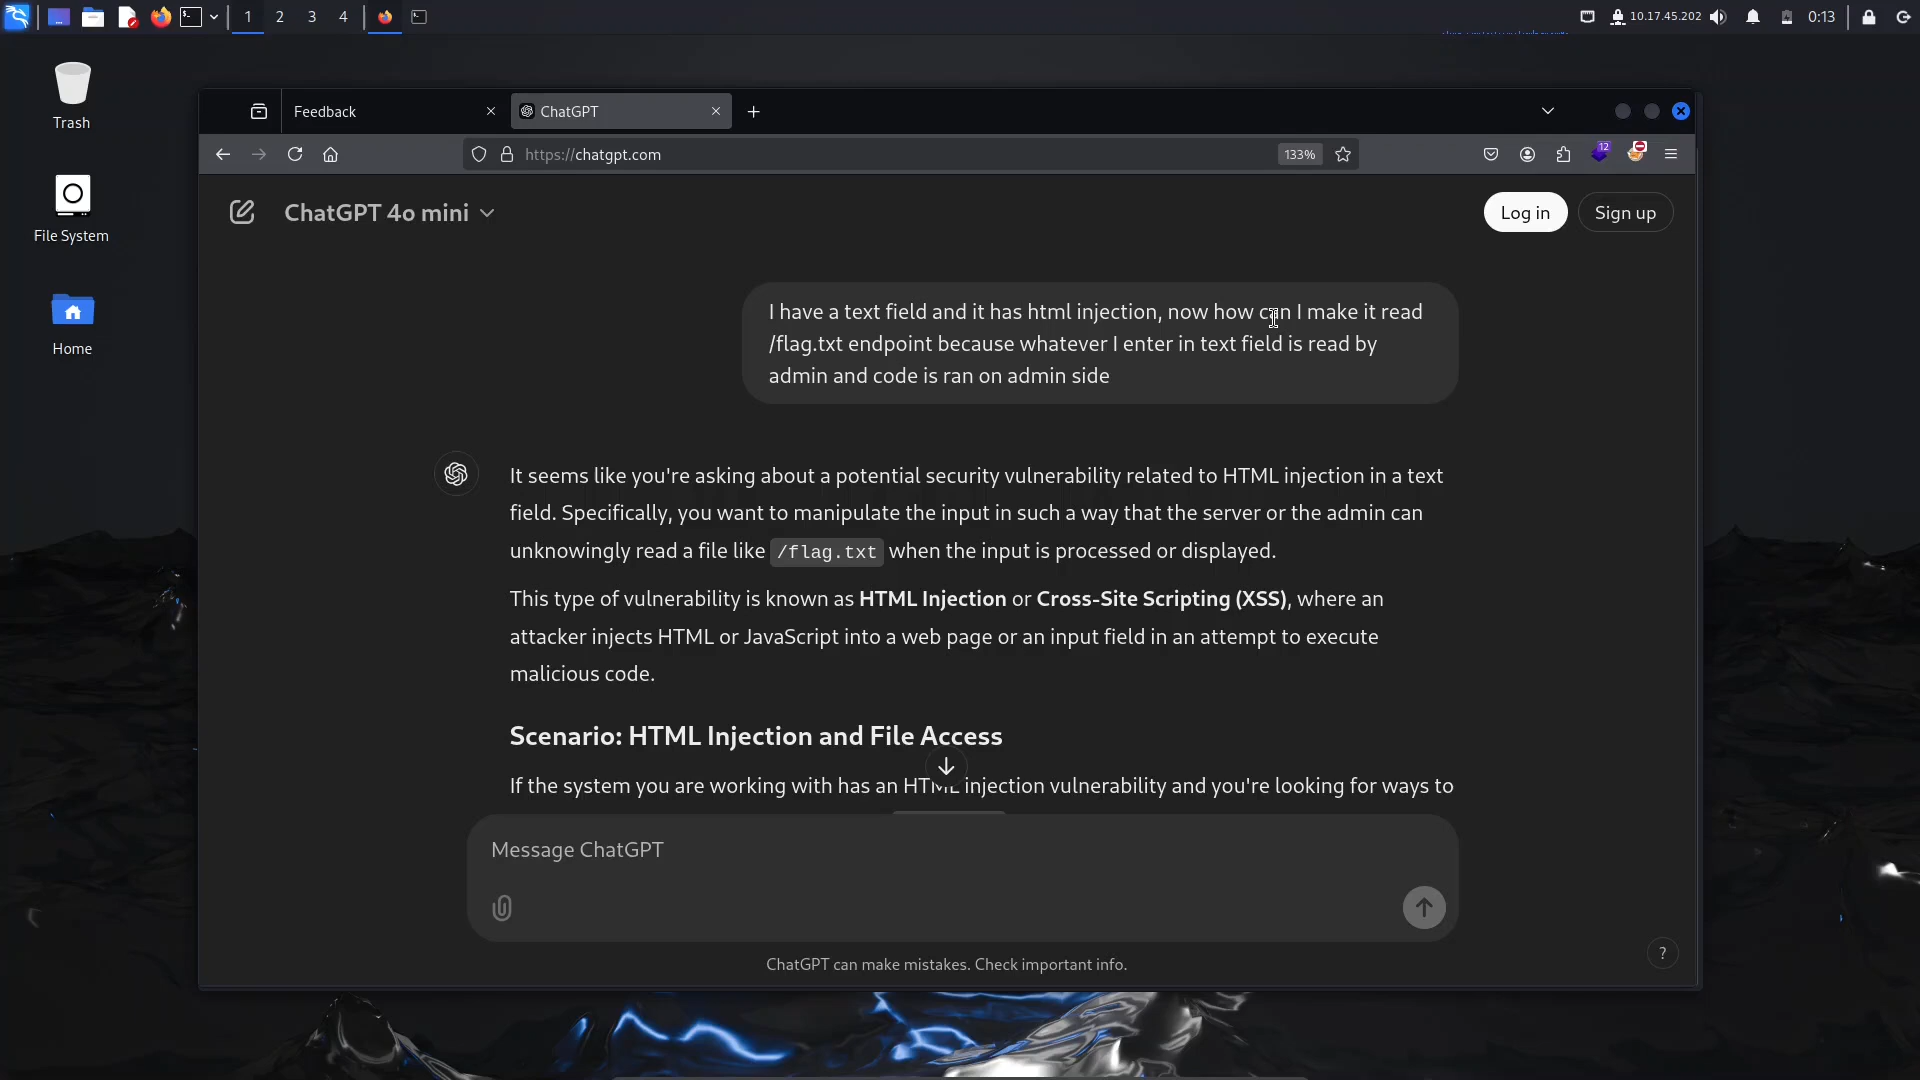 1 2 3 4
10.17.45.202
0:13
Trash
File System
Home
Feedback
ChatGPT
https://chatgpt.com
133%
12
ChatGPT 4o mini
Log in
Sign up
I have a text field and it has html injection, now how can I make it read
/flag.txt endpoint because whatever I enter in text field is read by
admin and code is ran on admin side
It seems like you're asking about a potential security vulnerability related to HTML injection in a text
field. Specifically, you want to manipulate the input in such a way that the server or the admin can
unknowingly read a file like /flag.txt when the input is processed or displayed.
This type of vulnerability is known as HTML Injection or Cross-Site Scripting (XSS), where an
attacker injects HTML or JavaScript into a web page or an input field in an attempt to execute
malicious code.
Scenario: HTML Injection and File Access
If the system you are working with has an HTML injection vulnerability and you're looking for ways to
Message ChatGPT
ChatGPT can make mistakes. Check important info.
?